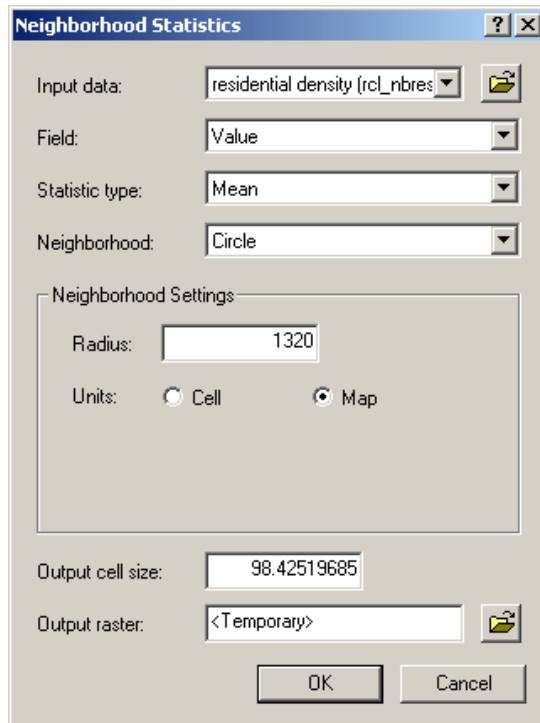 Neighborhood Statistics
Input data: residential density (rcl_nbres
Field: Value
Statistic type: Mean
Neighborhood: Circle
Neighborhood Settings
Radius: 1320
Units: Cell Map
Output cell size: 98.42519685
Output raster: <Temporary>
OK Cancel